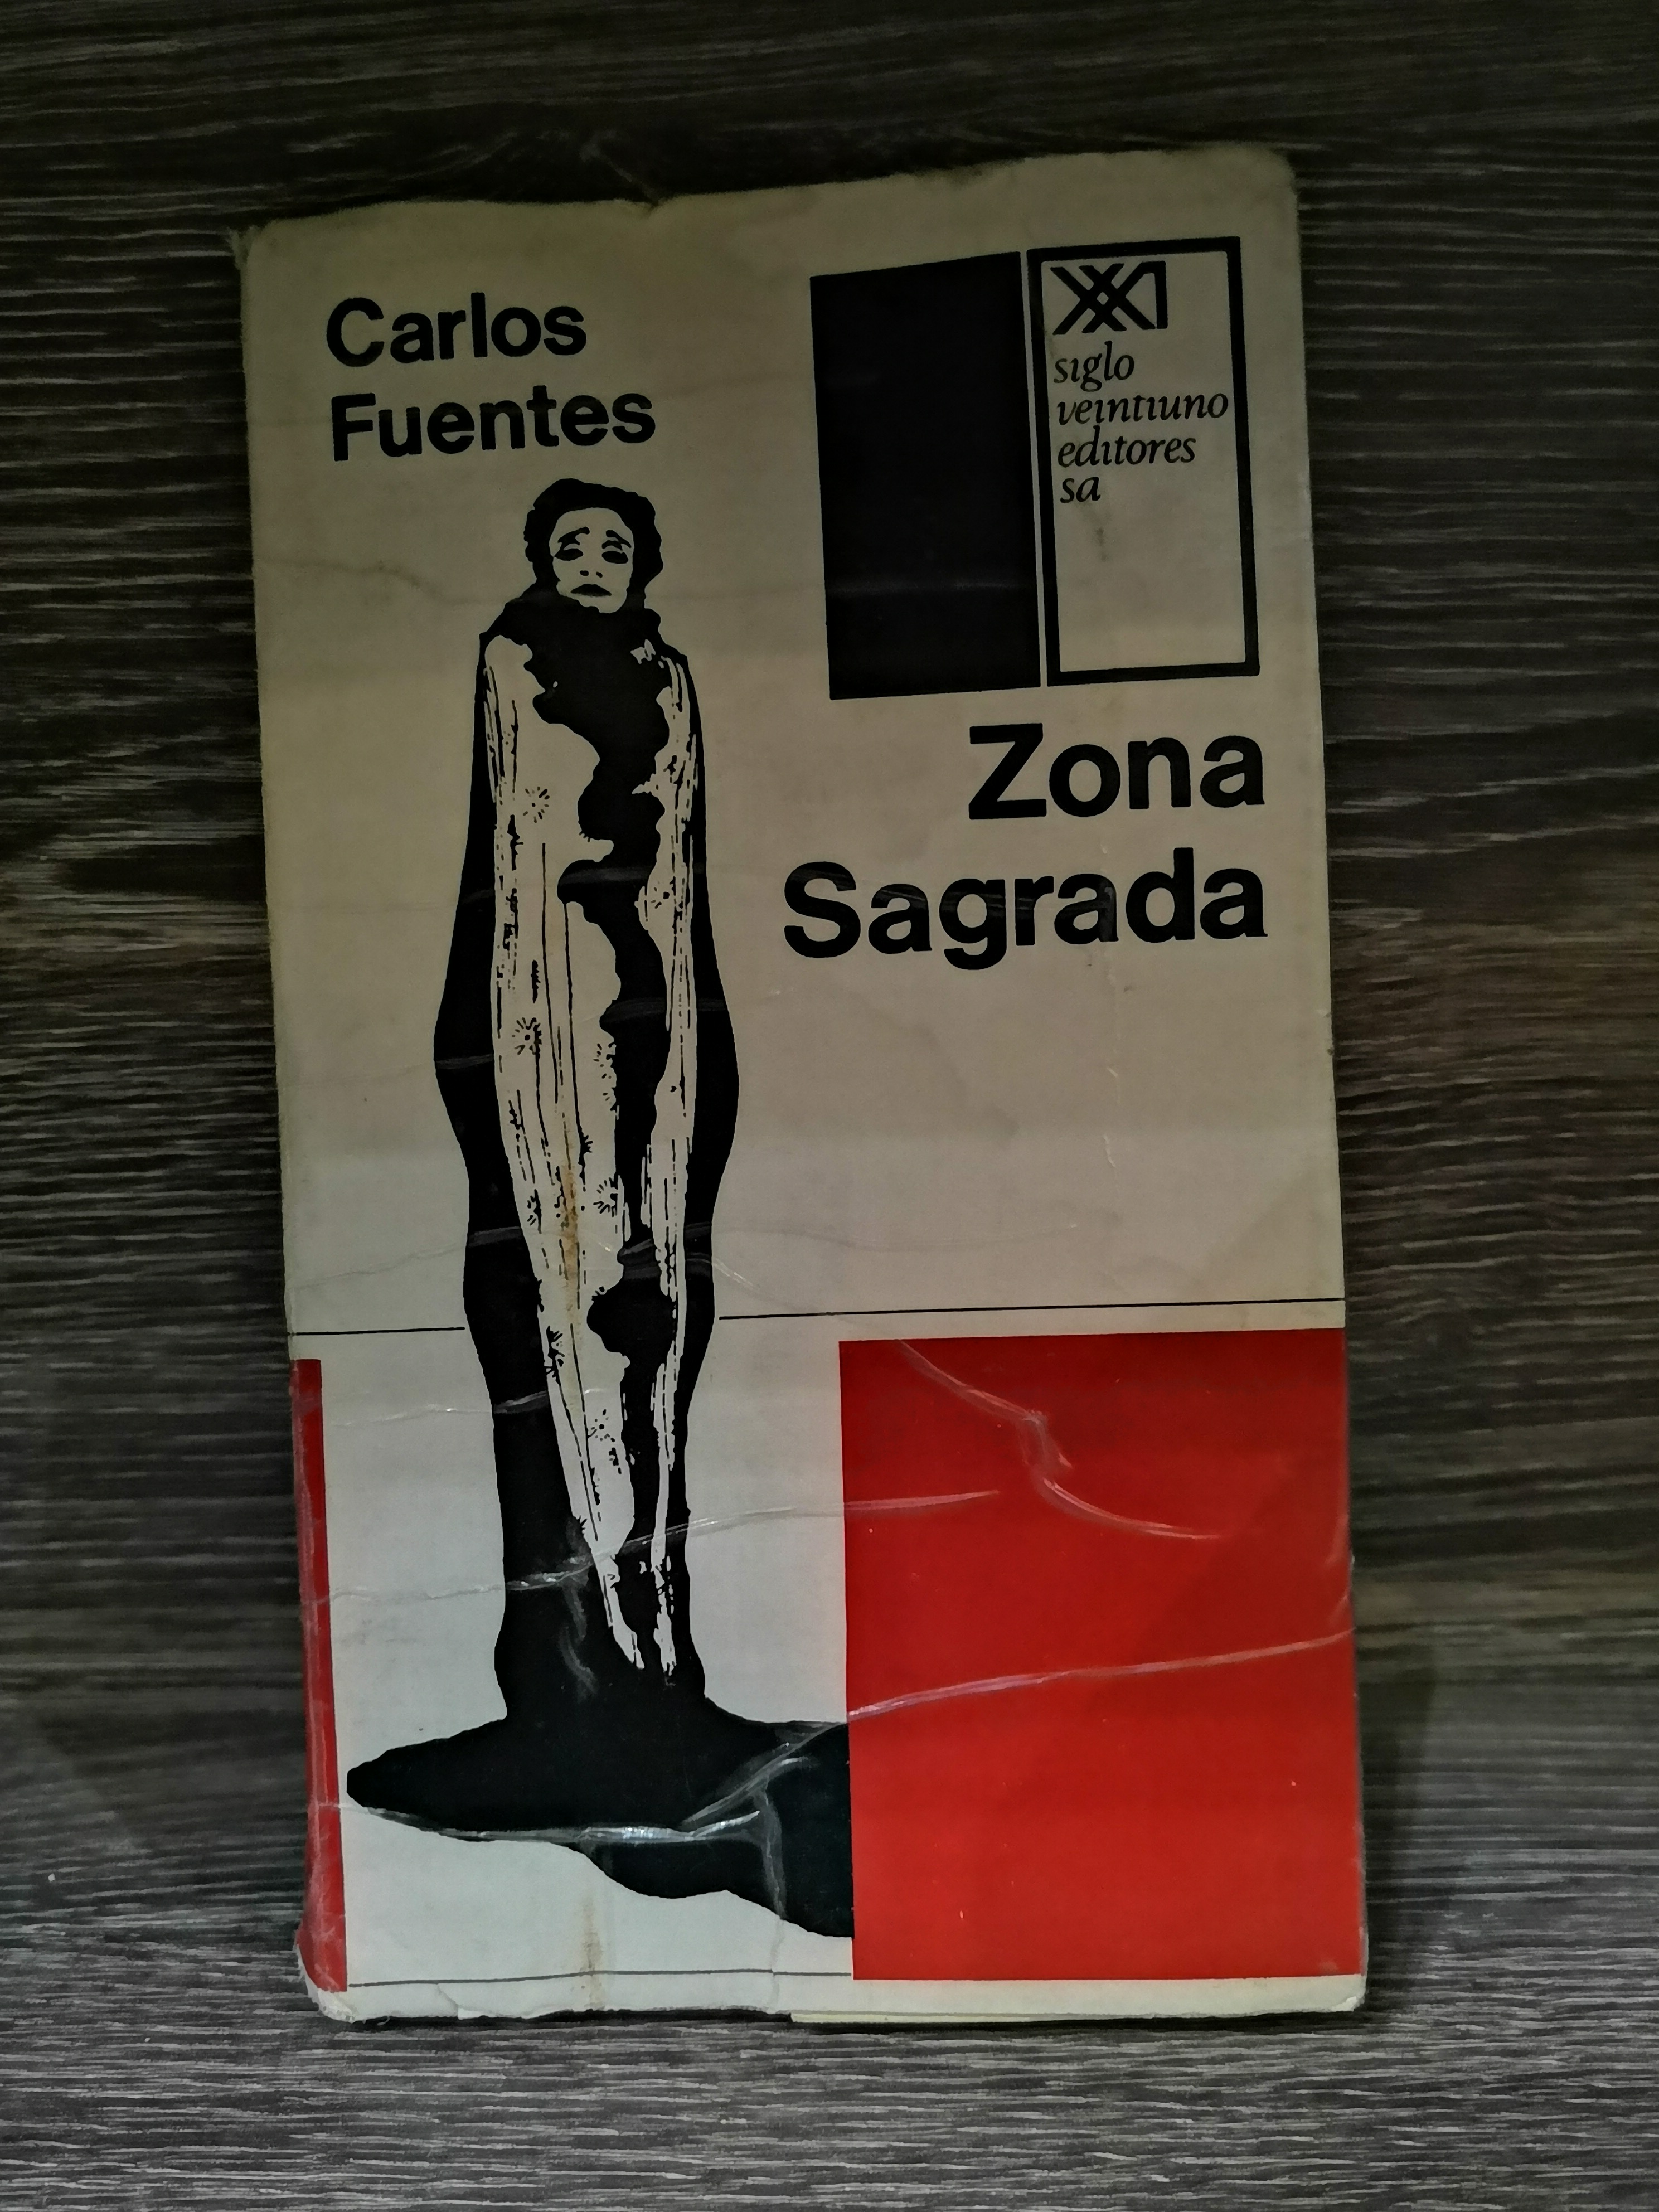 Carlos
Fuentes
XXI
siglo
veintiuno
editores
sa
Zona
Sagrada